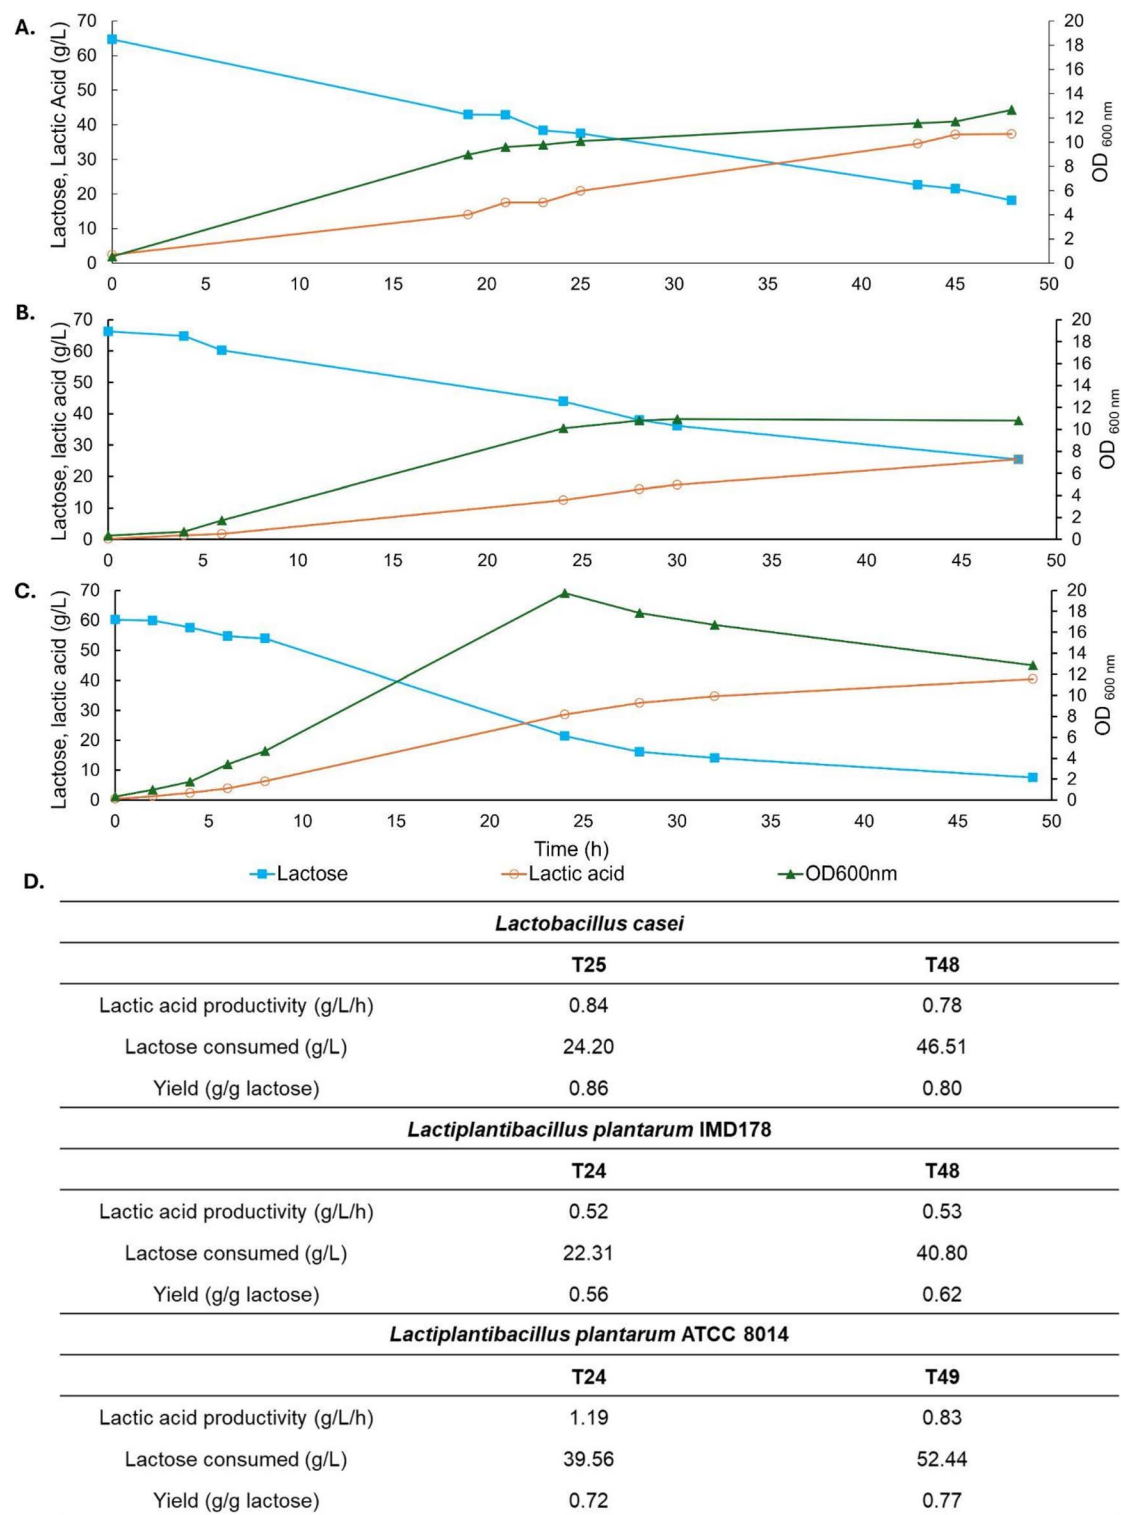 A.
Lactose, Lactic Acid (g/L)
70
60
50
40
30
20
10
0
20
18
16
14
12
10
8
6
4
2
0
OD 600 nm
0 5 10 15 20 25 30 35 40 45 50
B.
Lactose, lactic acid (g/L)
70
60
50
40
30
20
10
0
20
18
16
14
12
10
8
6
4
2
0
OD 600 nm
0 5 10 15 20 25 30 35 40 45 50
C.
Lactose, lactic acid (g/L)
70
60
50
40
30
20
10
0
20
18
16
14
12
10
8
6
4
2
0
OD 600 nm
0 5 10 15 20 25 30 35 40 45 50
Time (h)
Lactose Lactic acid OD600nm
D.
Lactobacillus casei
T25 T48
Lactic acid productivity (g/L/h) 0.84 0.78
Lactose consumed (g/L) 24.20 46.51
Yield (g/g lactose) 0.86 0.80
Lactiplantibacillus plantarum IMD178
T24 T48
Lactic acid productivity (g/L/h) 0.52 0.53
Lactose consumed (g/L) 22.31 40.80
Yield (g/g lactose) 0.56 0.62
Lactiplantibacillus plantarum ATCC 8014
T24 T49
Lactic acid productivity (g/L/h) 1.19 0.83
Lactose consumed (g/L) 39.56 52.44
Yield (g/g lactose) 0.72 0.77